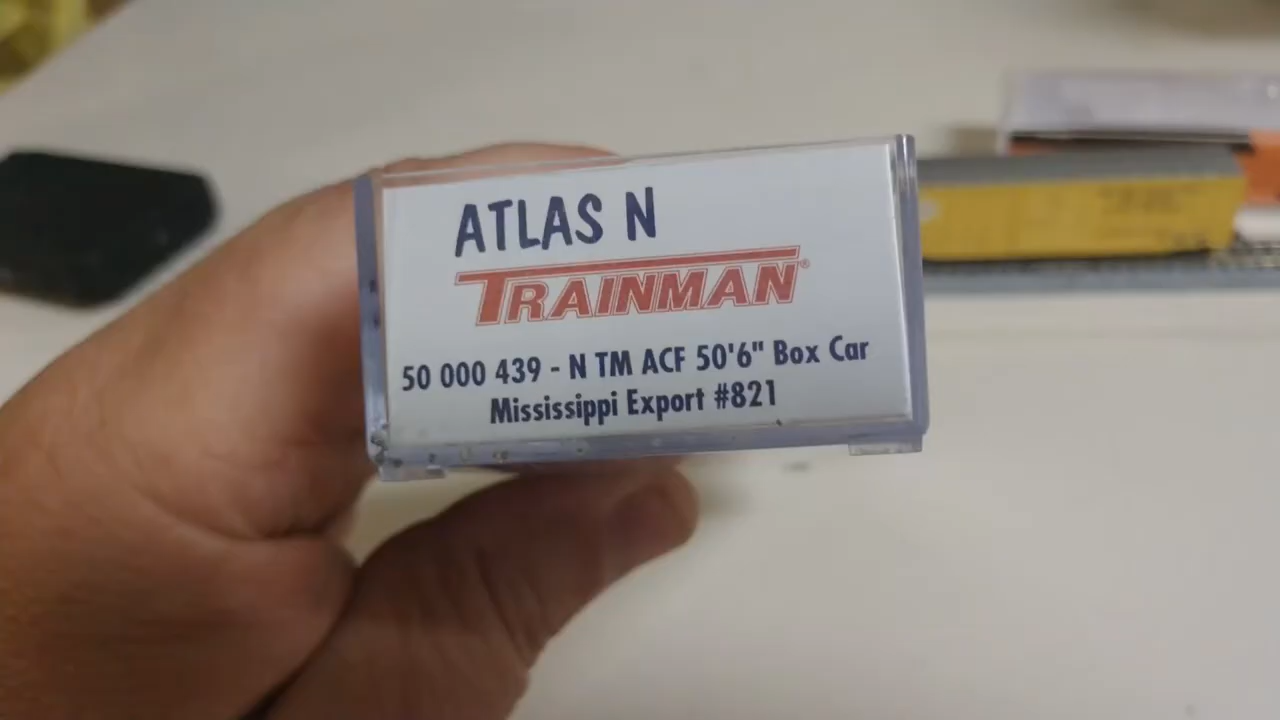 ATLAS N
TRAINMAN®
50 000 439 - N TM ACF 50'6" Box Car
Mississippi Export #821